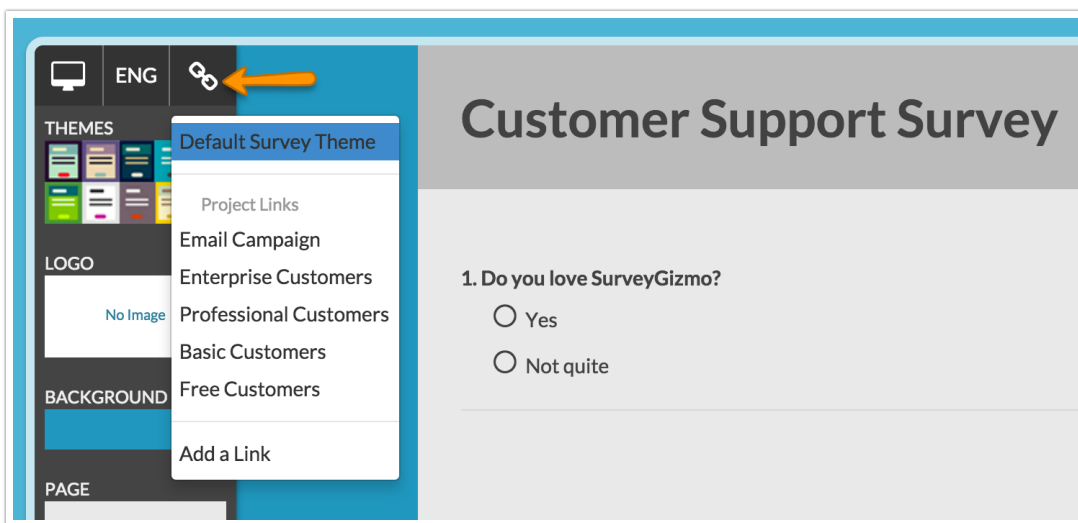 ENG
THEMES
Default Survey Theme
Project Links
Email Campaign
Enterprise Customers
Professional Customers
Basic Customers
Free Customers
Add a Link
LOGO
No Image
BACKGROUND
PAGE
Customer Support Survey
1. Do you love SurveyGizmo?
Yes
Not quite